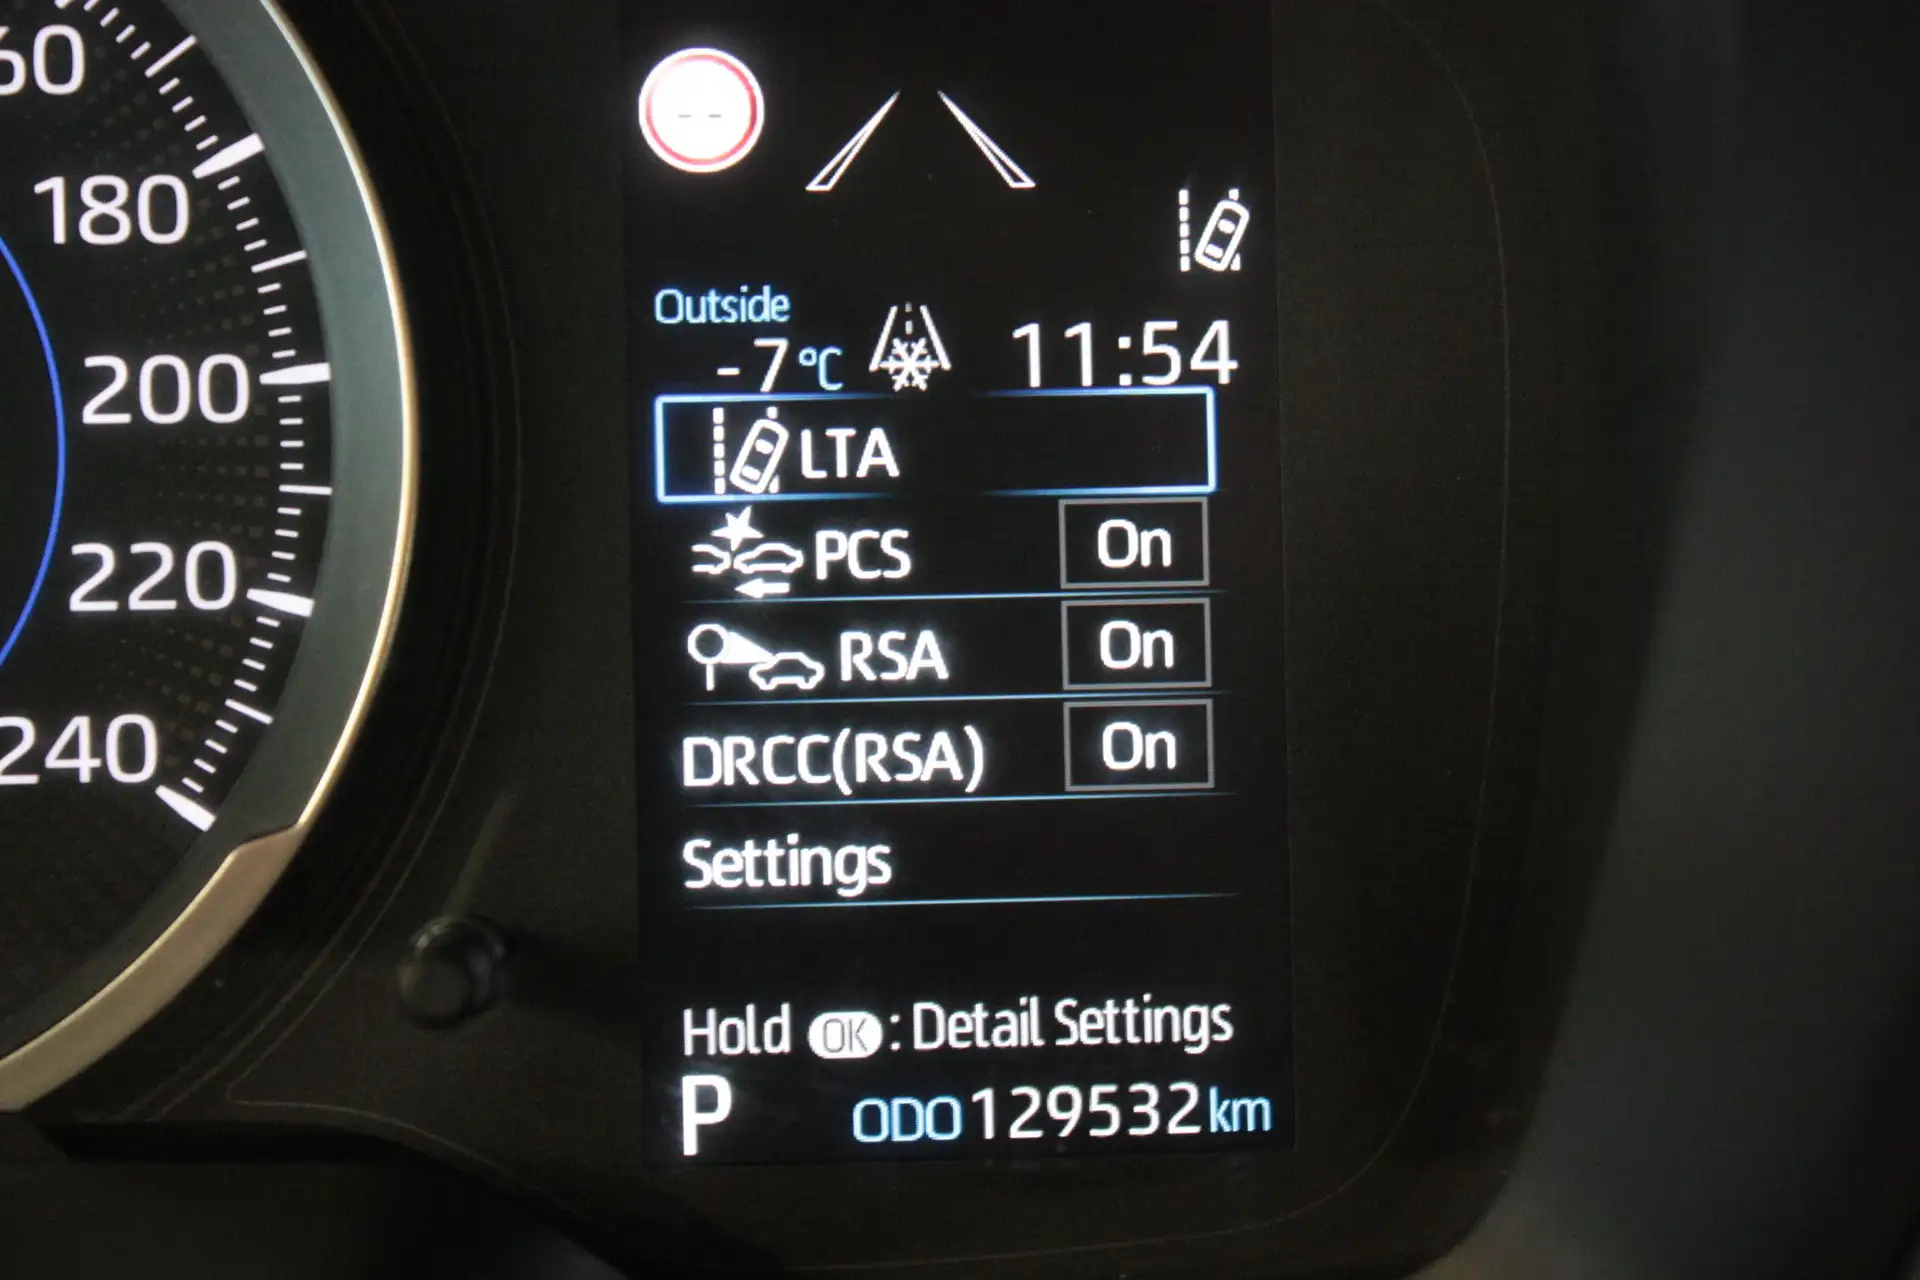 60
180
200
220
240
--
Outside
-7°C
11:54
LTA
PCS On
RSA On
DRCC(RSA) On
Settings
Hold OK: Detail Settings
P ODO 129532 km